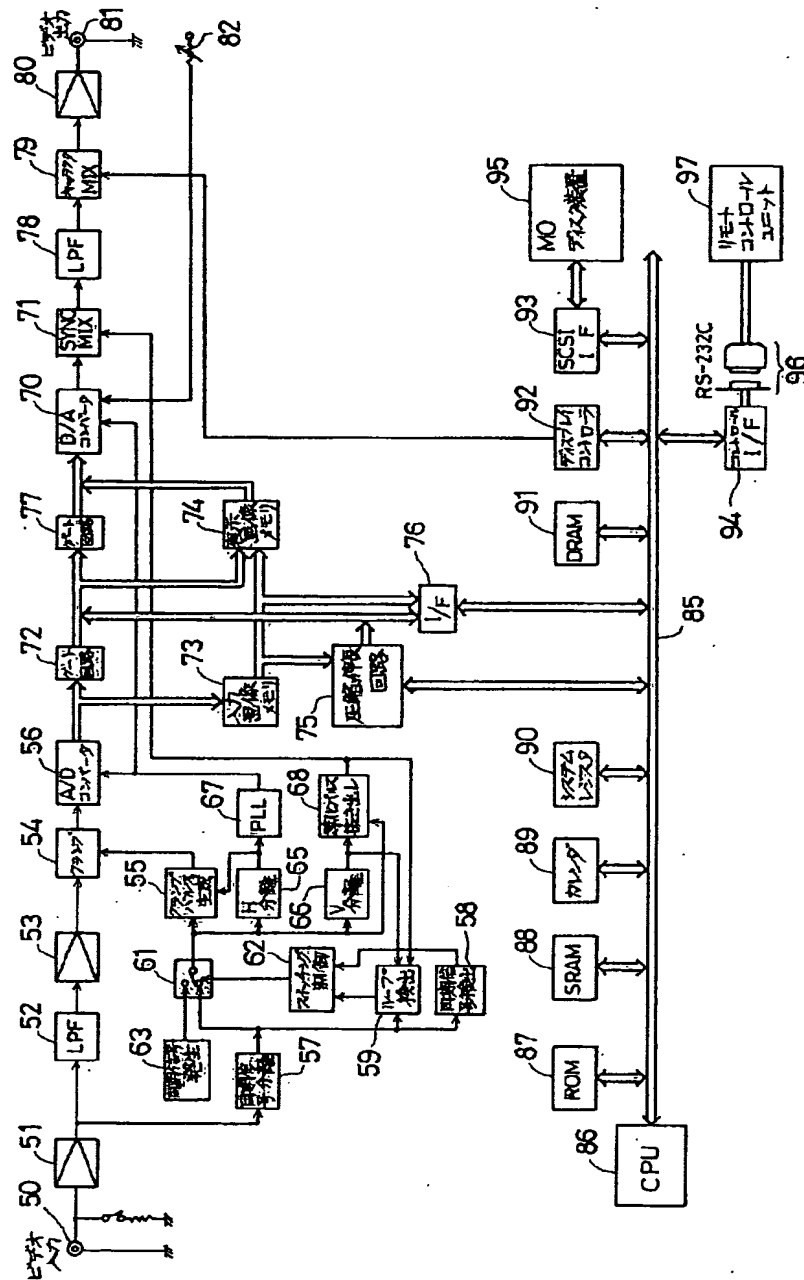 ビデオ
入力
50
51
52
LPF
53
54
クランプ
56
A/D
コンバータ
72
ゲート
回路
77
ゲート
回路
70
D/A
コンバータ
71
SYNC
MIX
78
LPF
79
キャラクタ
MIX
80
ビデオ出力
81
82
55
クランプ
パルス
生成
67
PLL
73
入力
画像
メモリ
74
表示
画像
メモリ
61
H
分離
65
66
V
分離
68
75
圧縮/伸長
回路
76
I/F
63
同期信号
発生
57
同期信
号分離
62
スイッチング
制御
59
ループ
検出
58
同期信
号検出
86
CPU
87
ROM
88
SRAM
89
カレンダ
90
システム
レジスタ
85
91
DRAM
92
ディスプレイ
コントローラ
93
SCSI
I/F
95
MO
ディスク装置
94
コントロール
I/F
RS-232C
96
97
リモート
コントロール
ユニット